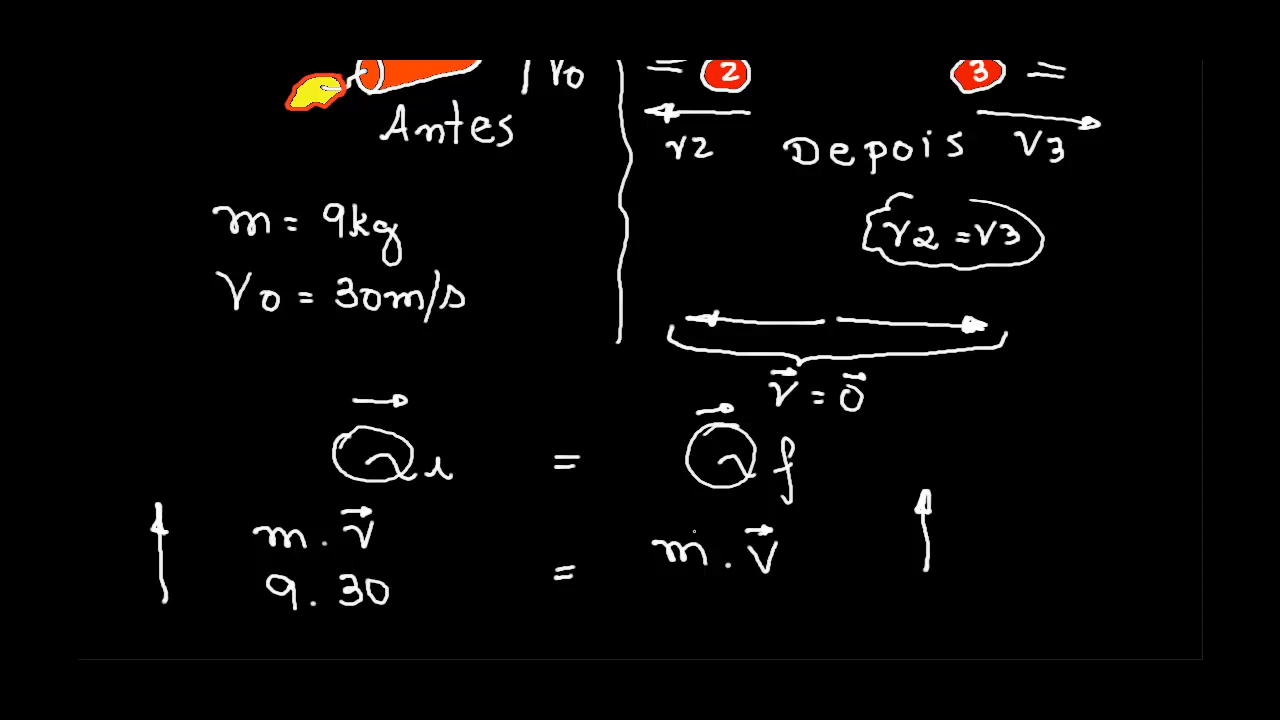 V0 = 2 3 =
Antes v2 Depois V3
m = 9kg v2 = v3
V0 = 30m/s
v = 0
Qi = Qf
m . v m . v
9 . 30 =